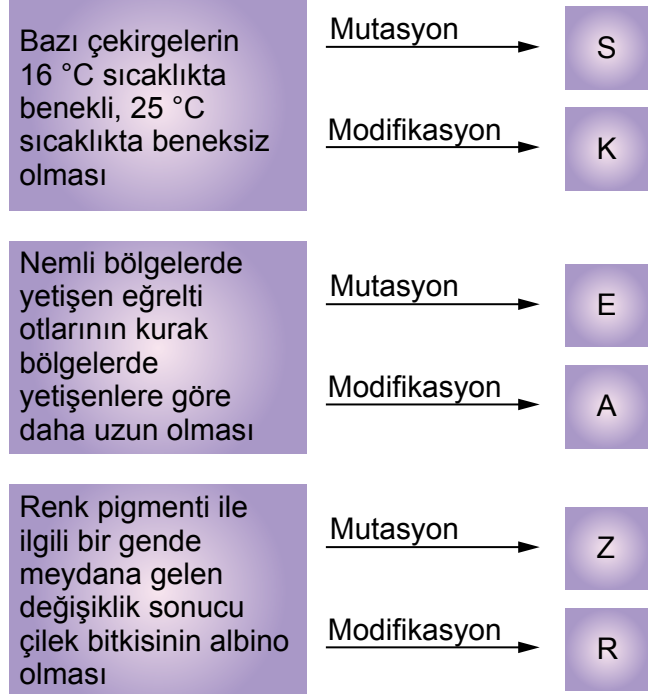 Bazı çekirgelerin
16 °C sıcaklıkta
benekli, 25 °C
sıcaklıkta beneksiz
olması
Mutasyon
S
Modifikasyon
K
Nemli bölgelerde
yetişen eğrelti
otlarının kurak
bölgelerde
yetişenlere göre
daha uzun olması
Mutasyon
E
Modifikasyon
A
Renk pigmenti ile
ilgili bir gende
meydana gelen
değişiklik sonucu
çilek bitkisinin albino
olması
Mutasyon
Z
Modifikasyon
R